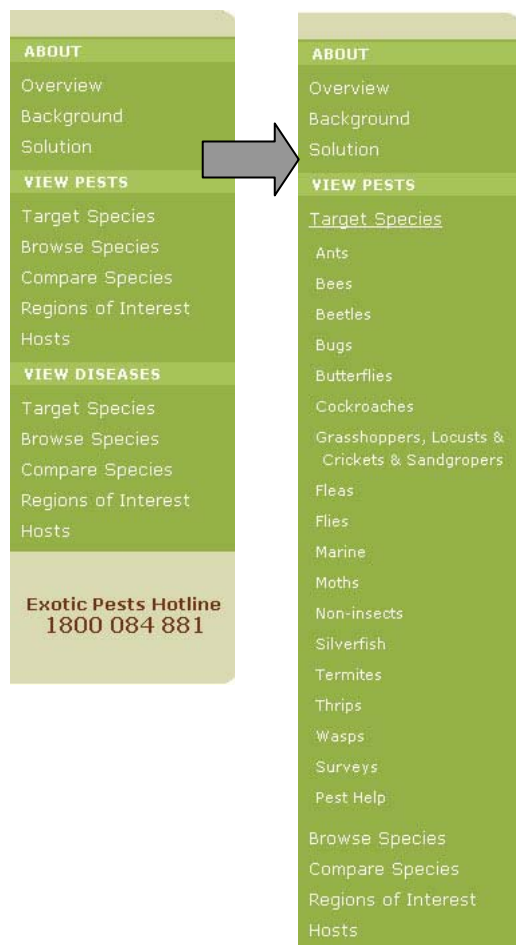 ABOUT
Overview
Background
Solution
VIEW PESTS
Target Species
Browse Species
Compare Species
Regions of Interest
Hosts
VIEW DISEASES
Target Species
Browse Species
Compare Species
Regions of Interest
Hosts
Exotic Pests Hotline
1800 084 881
ABOUT
Overview
Background
Solution
VIEW PESTS
Target Species
Ants
Bees
Beetles
Bugs
Butterflies
Cockroaches
Grasshoppers, Locusts &
Crickets & Sandgropers
Fleas
Flies
Marine
Moths
Non-insects
Silverfish
Termites
Thrips
Wasps
Surveys
Pest Help
Browse Species
Compare Species
Regions of Interest
Hosts